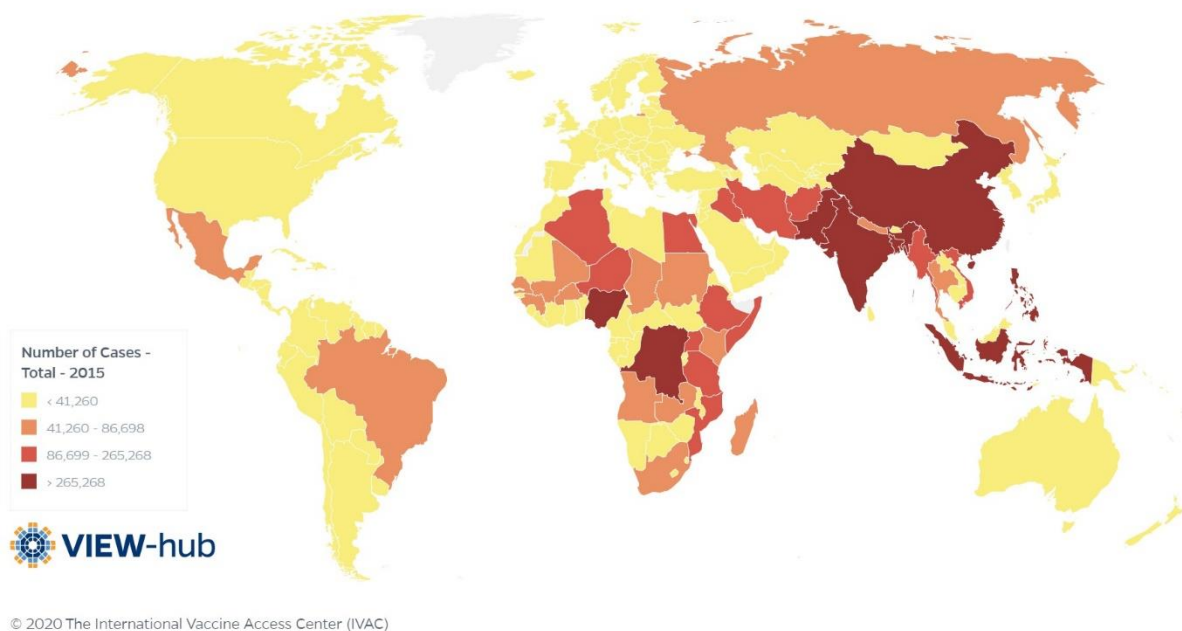 Number of Cases -
Total - 2015
< 41,260
41,260 - 86,698
86,699 - 265,268
> 265,268
VIEW-hub
© 2020 The International Vaccine Access Center (IVAC)